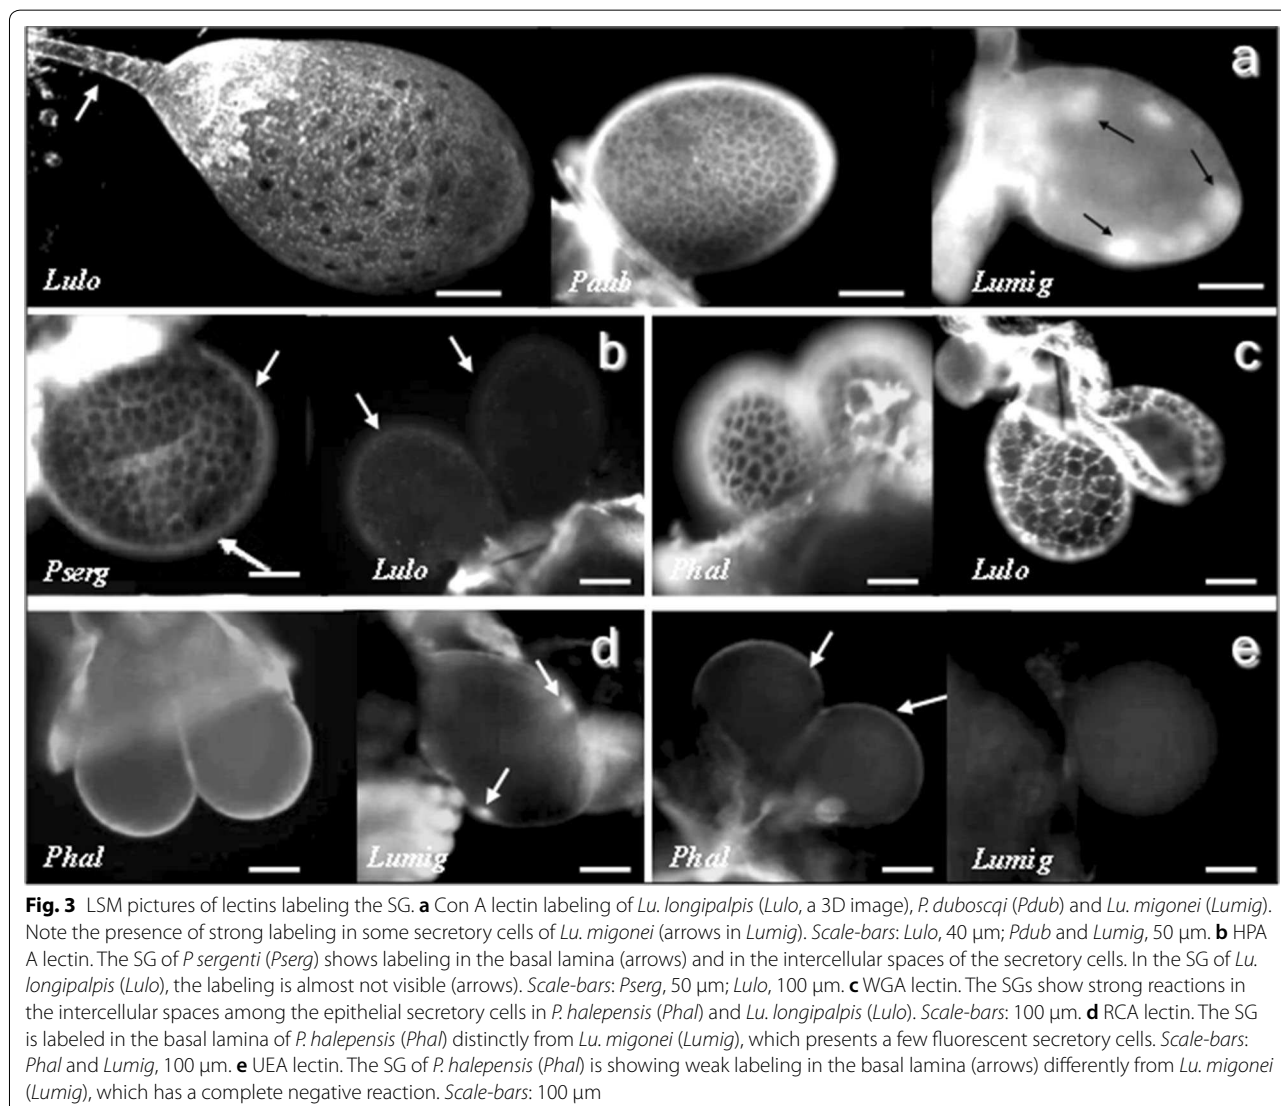 a
Lulo
Paub
Lumig
b
c
Pserg
Lulo
Phal
Lulo
d
e
Phal
Lumig
Phal
Lumig
Fig. 3 LSM pictures of lectins labeling the SG. a Con A lectin labeling of Lu. longipalpis (Lulo, a 3D image), P. duboscqi (Pdub) and Lu. migonei (Lumig).
Note the presence of strong labeling in some secretory cells of Lu. migonei (arrows in Lumig). Scale-bars: Lulo, 40 µm; Pdub and Lumig, 50 µm. b HPA
A lectin. The SG of P sergenti (Pserg) shows labeling in the basal lamina (arrows) and in the intercellular spaces of the secretory cells. In the SG of Lu.
longipalpis (Lulo), the labeling is almost not visible (arrows). Scale-bars: Pserg, 50 µm; Lulo, 100 µm. c WGA lectin. The SGs show strong reactions in
the intercellular spaces among the epithelial secretory cells in P. halepensis (Phal) and Lu. longipalpis (Lulo). Scale-bars: 100 µm. d RCA lectin. The SG
is labeled in the basal lamina of P. halepensis (Phal) distinctly from Lu. migonei (Lumig), which presents a few fluorescent secretory cells. Scale-bars:
Phal and Lumig, 100 µm. e UEA lectin. The SG of P. halepensis (Phal) is showing weak labeling in the basal lamina (arrows) differently from Lu. migonei
(Lumig), which has a complete negative reaction. Scale-bars: 100 µm